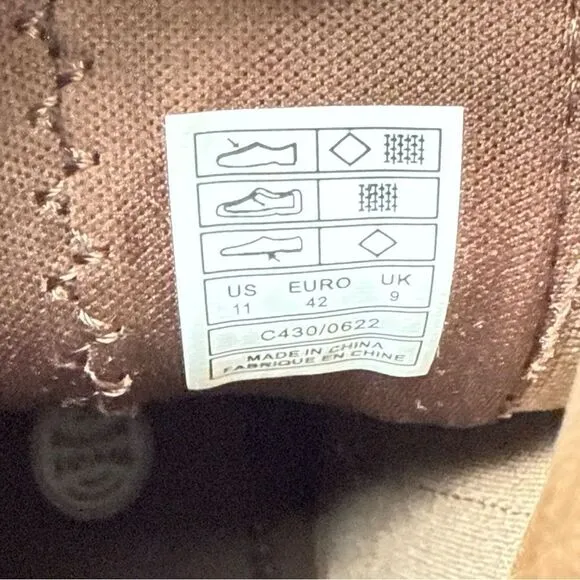 US EURO UK
11 42 9
C430/0622
MADE IN CHINA
FABRIQUE EN CHINE